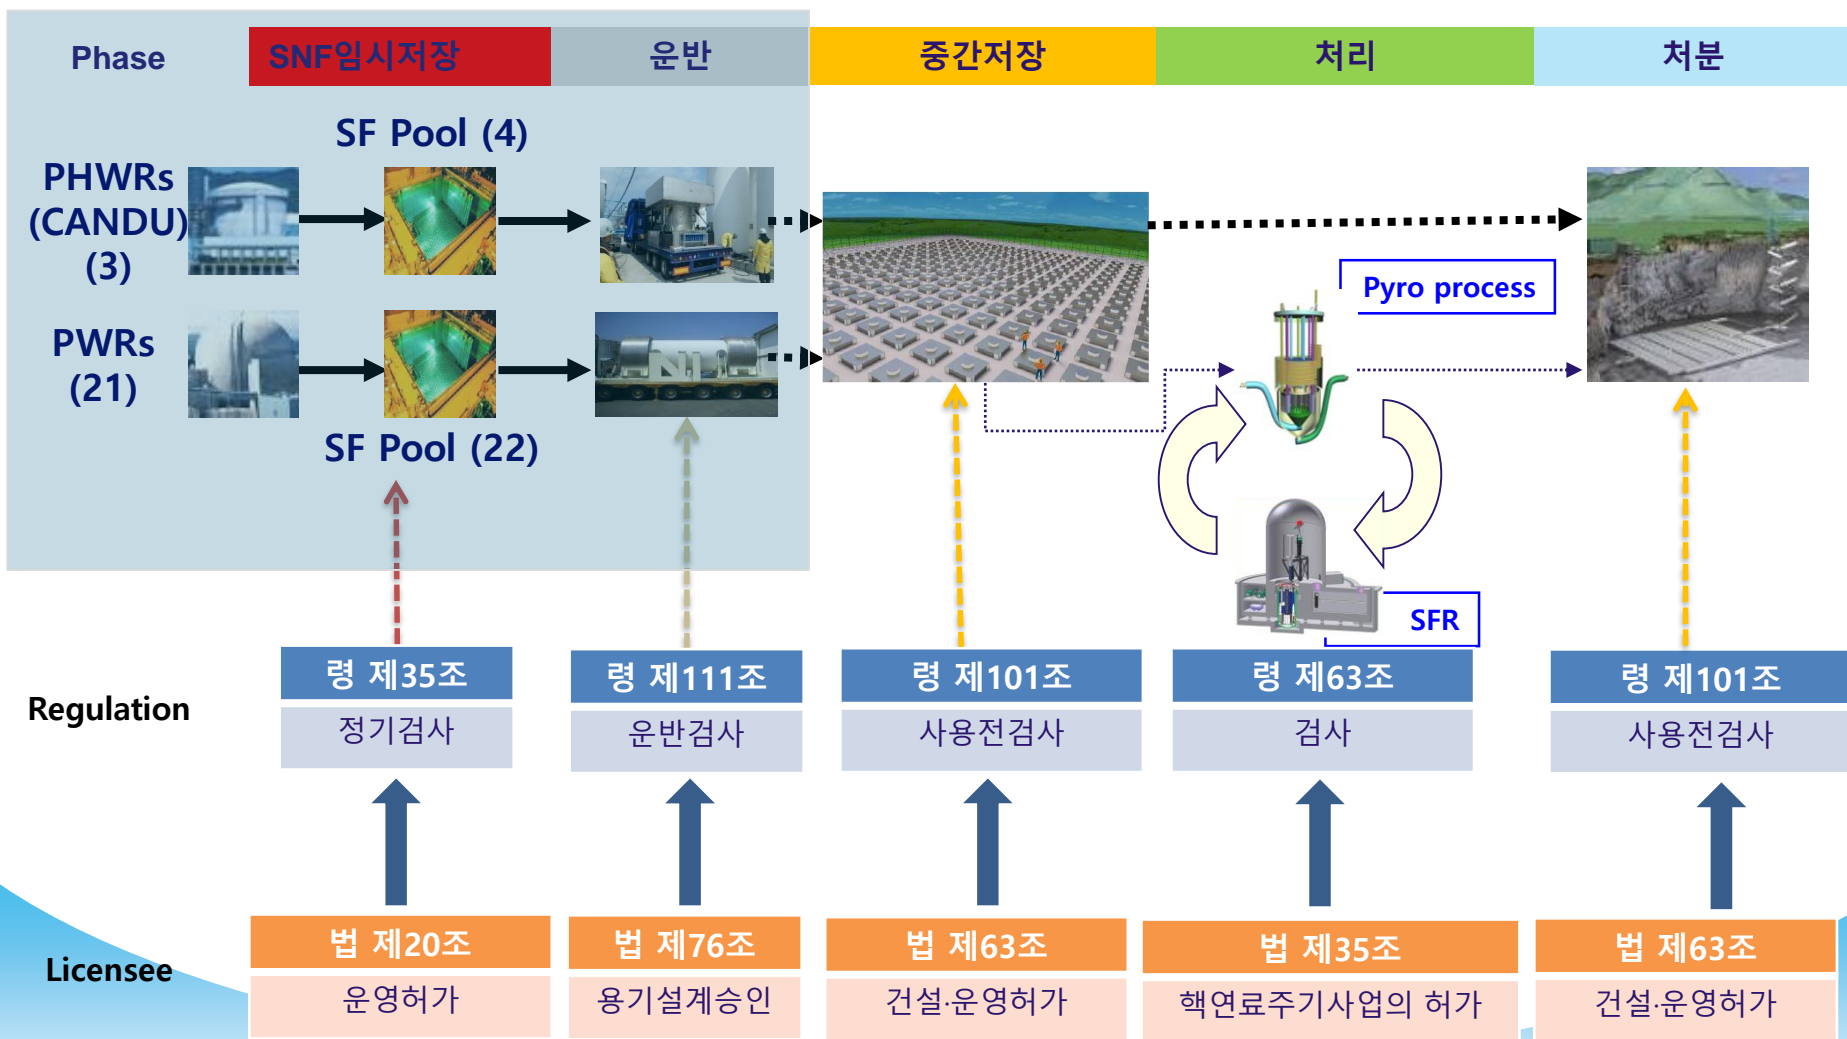 Phase
SNF임시저장
운반
중간저장
처리
처분
SF Pool (4)
PHWRs
(CANDU)
(3)
Pyro process
PWRs
(21)
SF Pool (22)
SFR
Regulation
령 제35조
정기검사
령 제111조
운반검사
령 제101조
사용전검사
령 제63조
검사
령 제101조
사용전검사
Licensee
법 제20조
운영허가
법 제76조
용기설계승인
법 제63조
건설·운영허가
법 제35조
핵연료주기사업의 허가
법 제63조
건설·운영허가